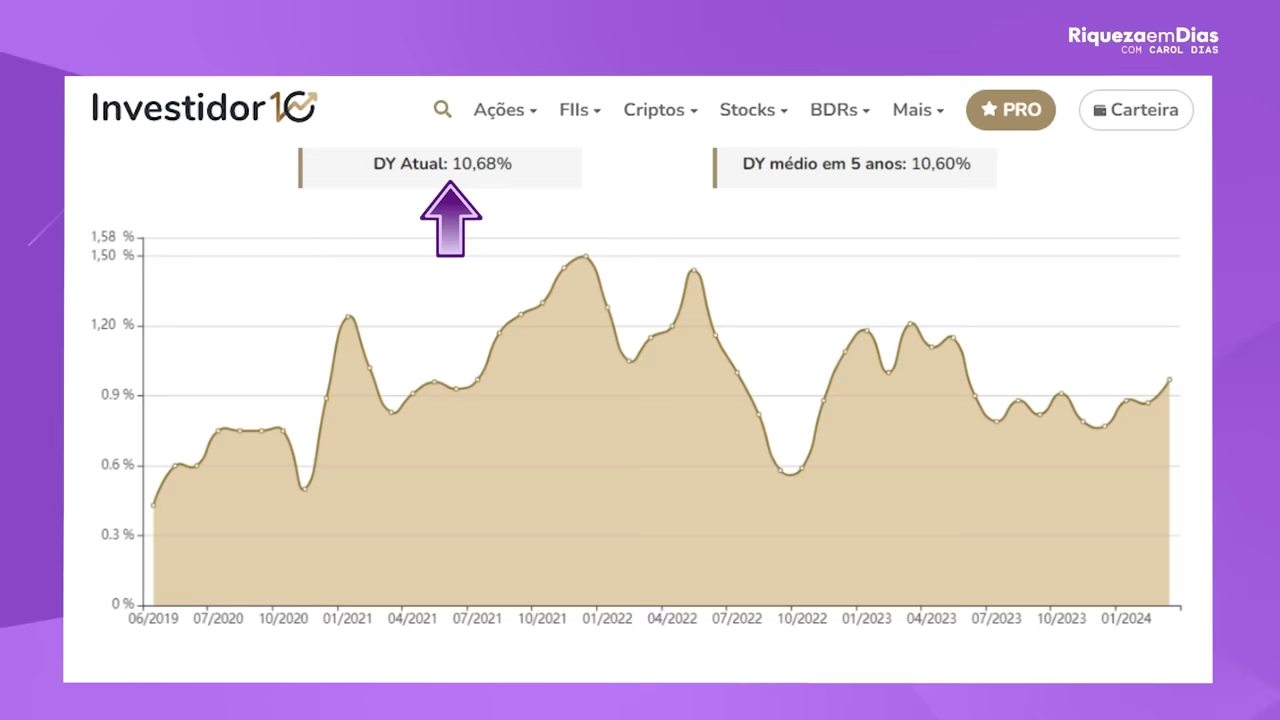 RiquezaemDias
COM CAROL DIAS
Investidor10
Ações
FIIs
Criptos
Stocks
BDRs
Mais
PRO
Carteira
DY Atual: 10,68%
DY médio em 5 anos: 10,60%
1,58 %
1,50 %
1,20 %
0.9 %
0.6 %
0.3 %
0 %
06/2019 07/2020 10/2020 01/2021 04/2021 07/2021 10/2021 01/2022 04/2022 07/2022 10/2022 01/2023 04/2023 07/2023 10/2023 01/2024